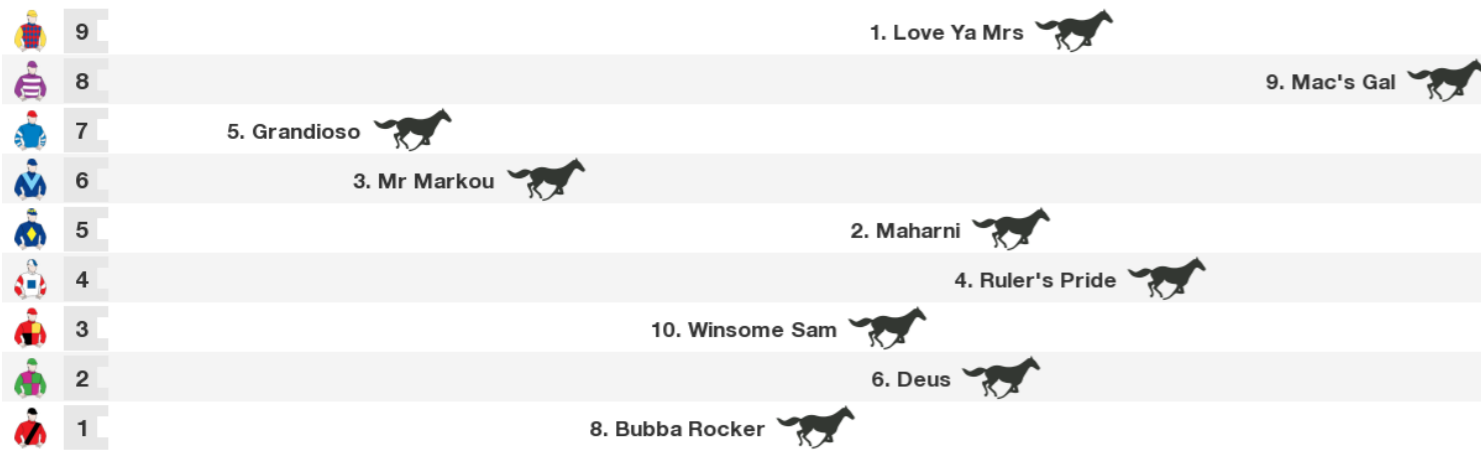 9 1. Love Ya Mrs
8 9. Mac's Gal
7 5. Grandioso
6 3. Mr Markou
5 2. Maharni
4 4. Ruler's Pride
3 10. Winsome Sam
2 6. Deus
1 8. Bubba Rocker